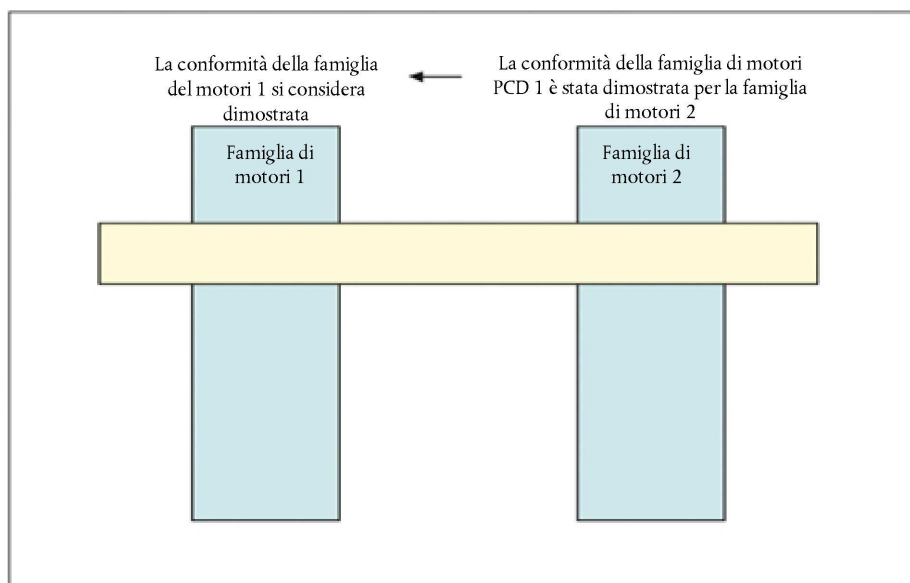 La conformità della famiglia
del motori 1 si considera
dimostrata
La conformità della famiglia di motori
PCD 1 è stata dimostrata per la famiglia
di motori 2
Famiglia di
motori 1
Famiglia di
motori 2